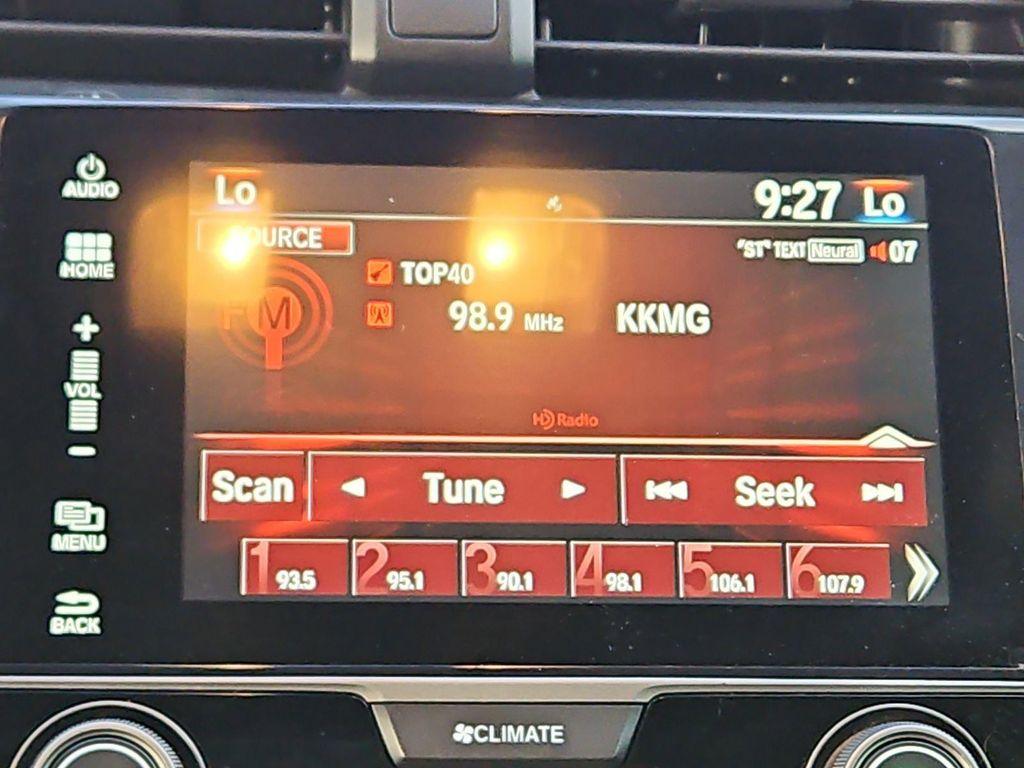 AUDIO
HOME
+
VOL
-
MENU
BACK
Lo
9:27 Lo
SOURCE
"ST" TEXT Neural 07
FM
TOP40
98.9 MHz KKMG
HD Radio
Scan Tune Seek
1 93.5 2 95.1 3 90.1 4 98.1 5 106.1 6 107.9
CLIMATE